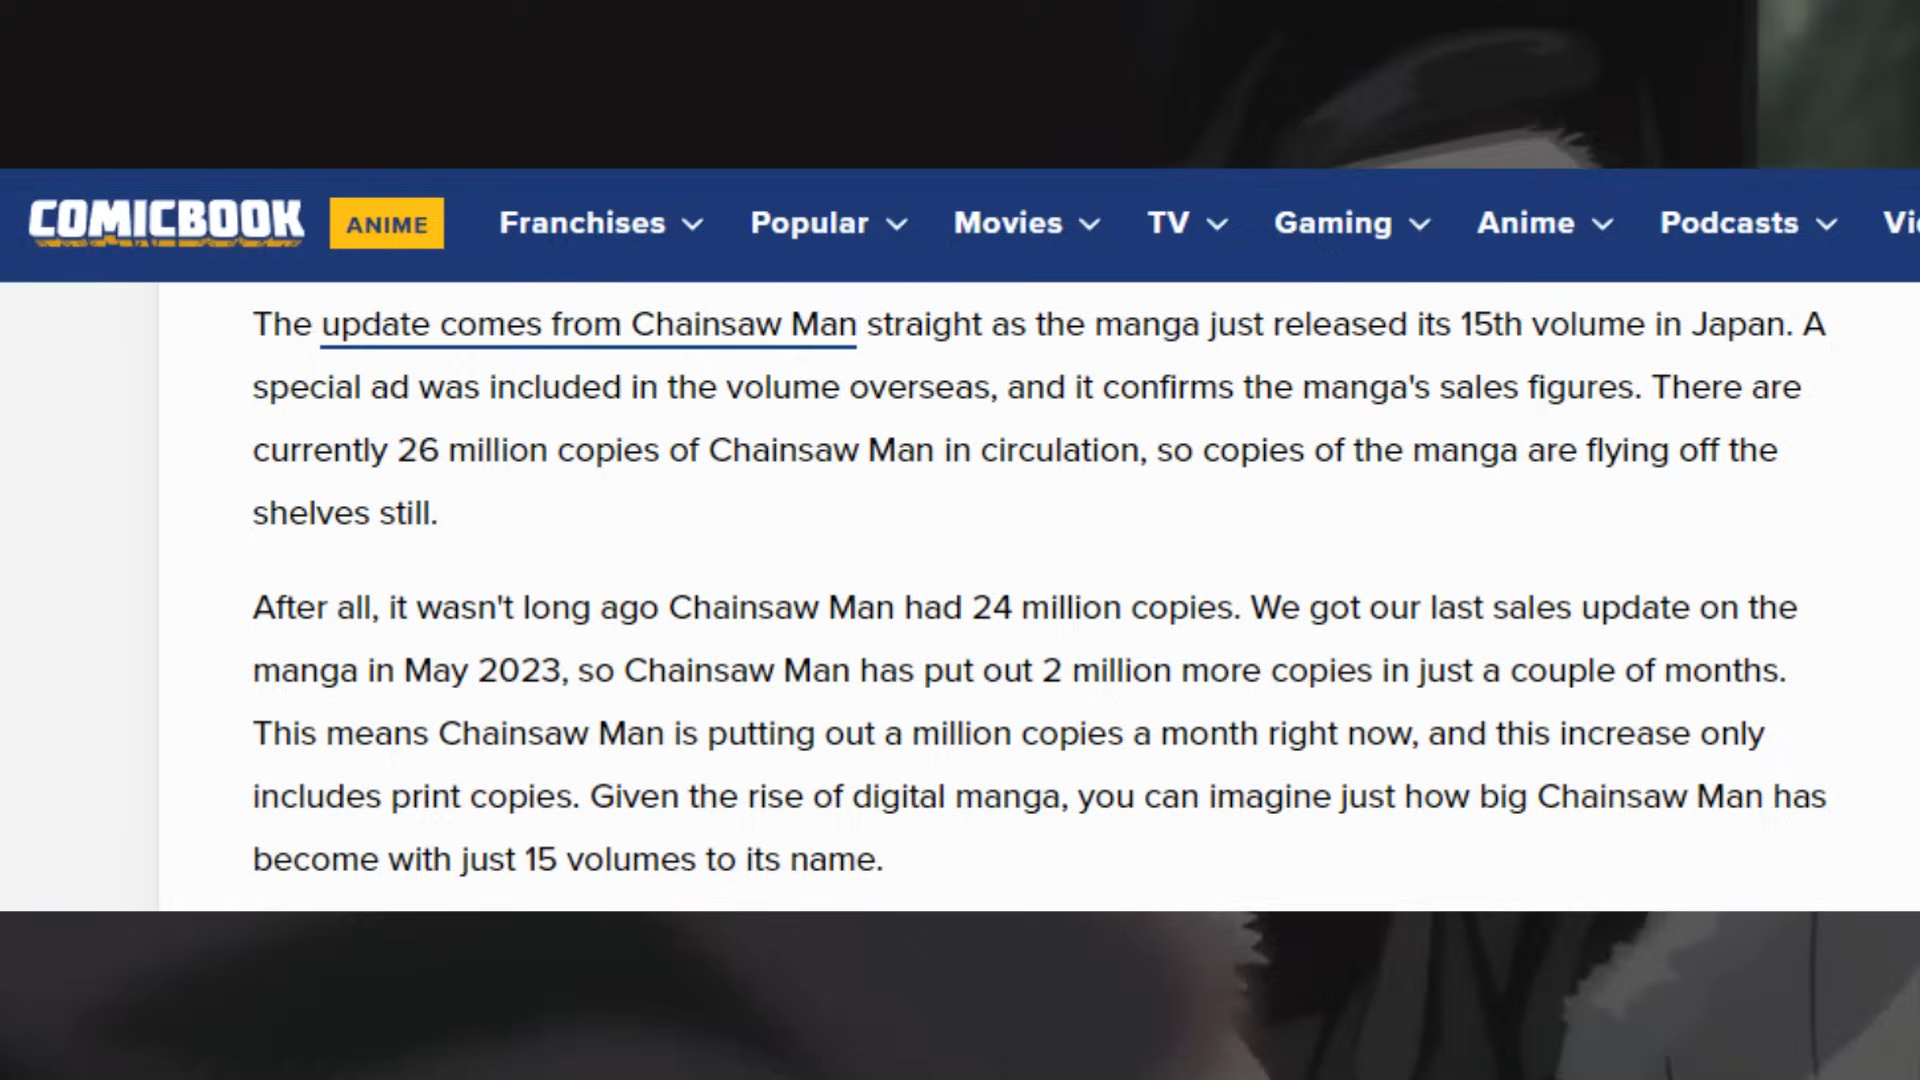 COMICBOOK ANIME Franchises Popular Movies TV Gaming Anime Podcasts
The update comes from Chainsaw Man straight as the manga just released its 15th volume in Japan. A
special ad was included in the volume overseas, and it confirms the manga's sales figures. There are
currently 26 million copies of Chainsaw Man in circulation, so copies of the manga are flying off the
shelves still.
After all, it wasn't long ago Chainsaw Man had 24 million copies. We got our last sales update on the
manga in May 2023, so Chainsaw Man has put out 2 million more copies in just a couple of months.
This means Chainsaw Man is putting out a million copies a month right now, and this increase only
includes print copies. Given the rise of digital manga, you can imagine just how big Chainsaw Man has
become with just 15 volumes to its name.